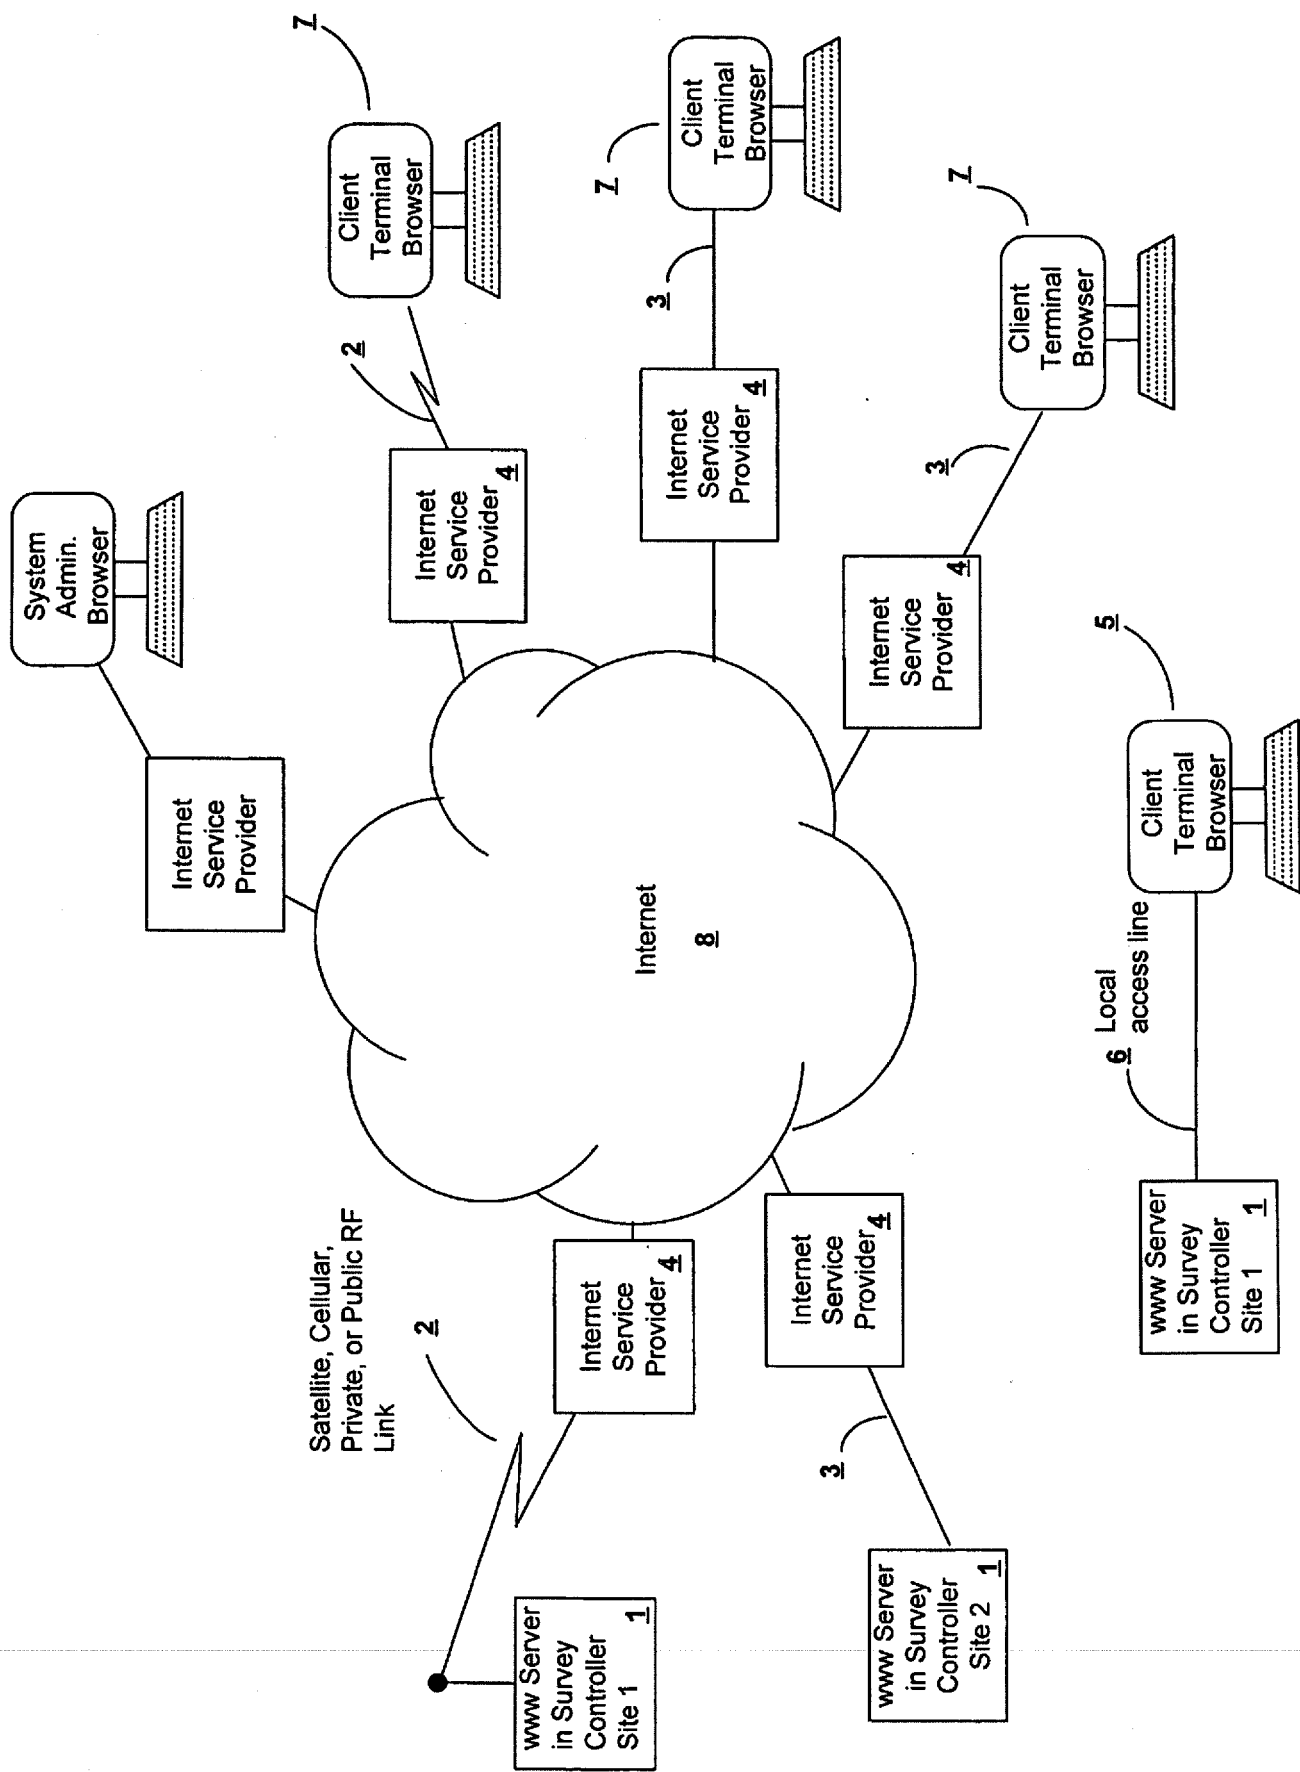 System
Admin.
Browser
Internet
Service
Provider
7
Client
Terminal
Browser
2
Internet
Service
Provider
4
7
Client
Terminal
Browser
3
Internet
Service
Provider
4
7
Client
Terminal
Browser
3
Internet
Service
Provider
4
Internet
8
Satellite, Cellular,
Private, or Public RF
Link
2
Internet
Service
Provider
4
www Server
in Survey
Controller
Site 1
1
Internet
Service
Provider
4
3
www Server
in Survey
Controller
Site 2
1
5
Client
Terminal
Browser
6
Local
access line
www Server
in Survey
Controller
Site 1
1